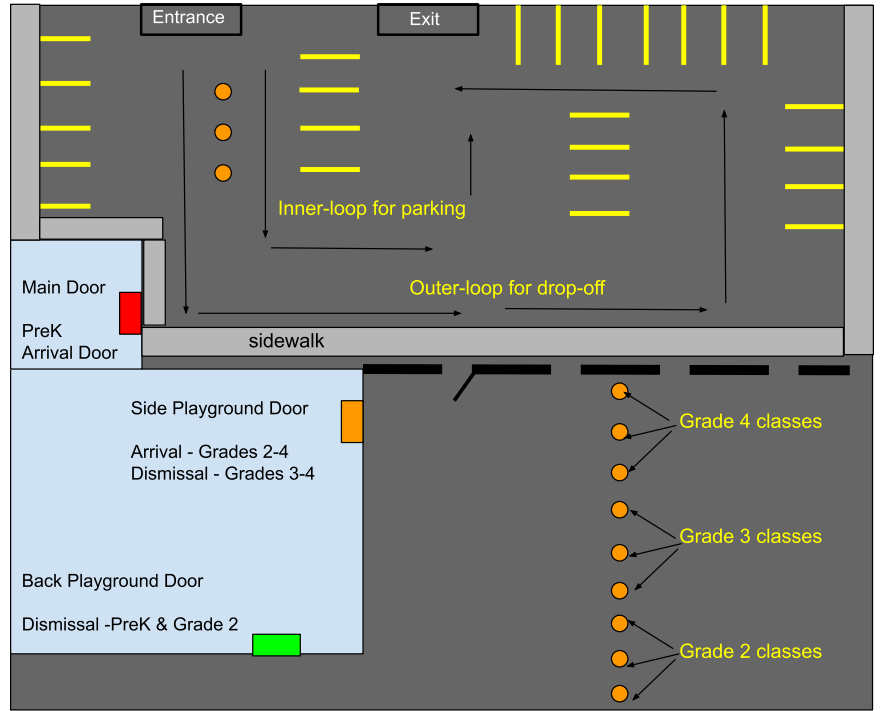 Entrance
Exit
Inner-loop for parking
Outer-loop for drop-off
Main Door
PreK
Arrival Door
sidewalk
Side Playground Door
Arrival - Grades 2-4
Dismissal - Grades 3-4
Grade 4 classes
Grade 3 classes
Back Playground Door
Dismissal -PreK & Grade 2
Grade 2 classes